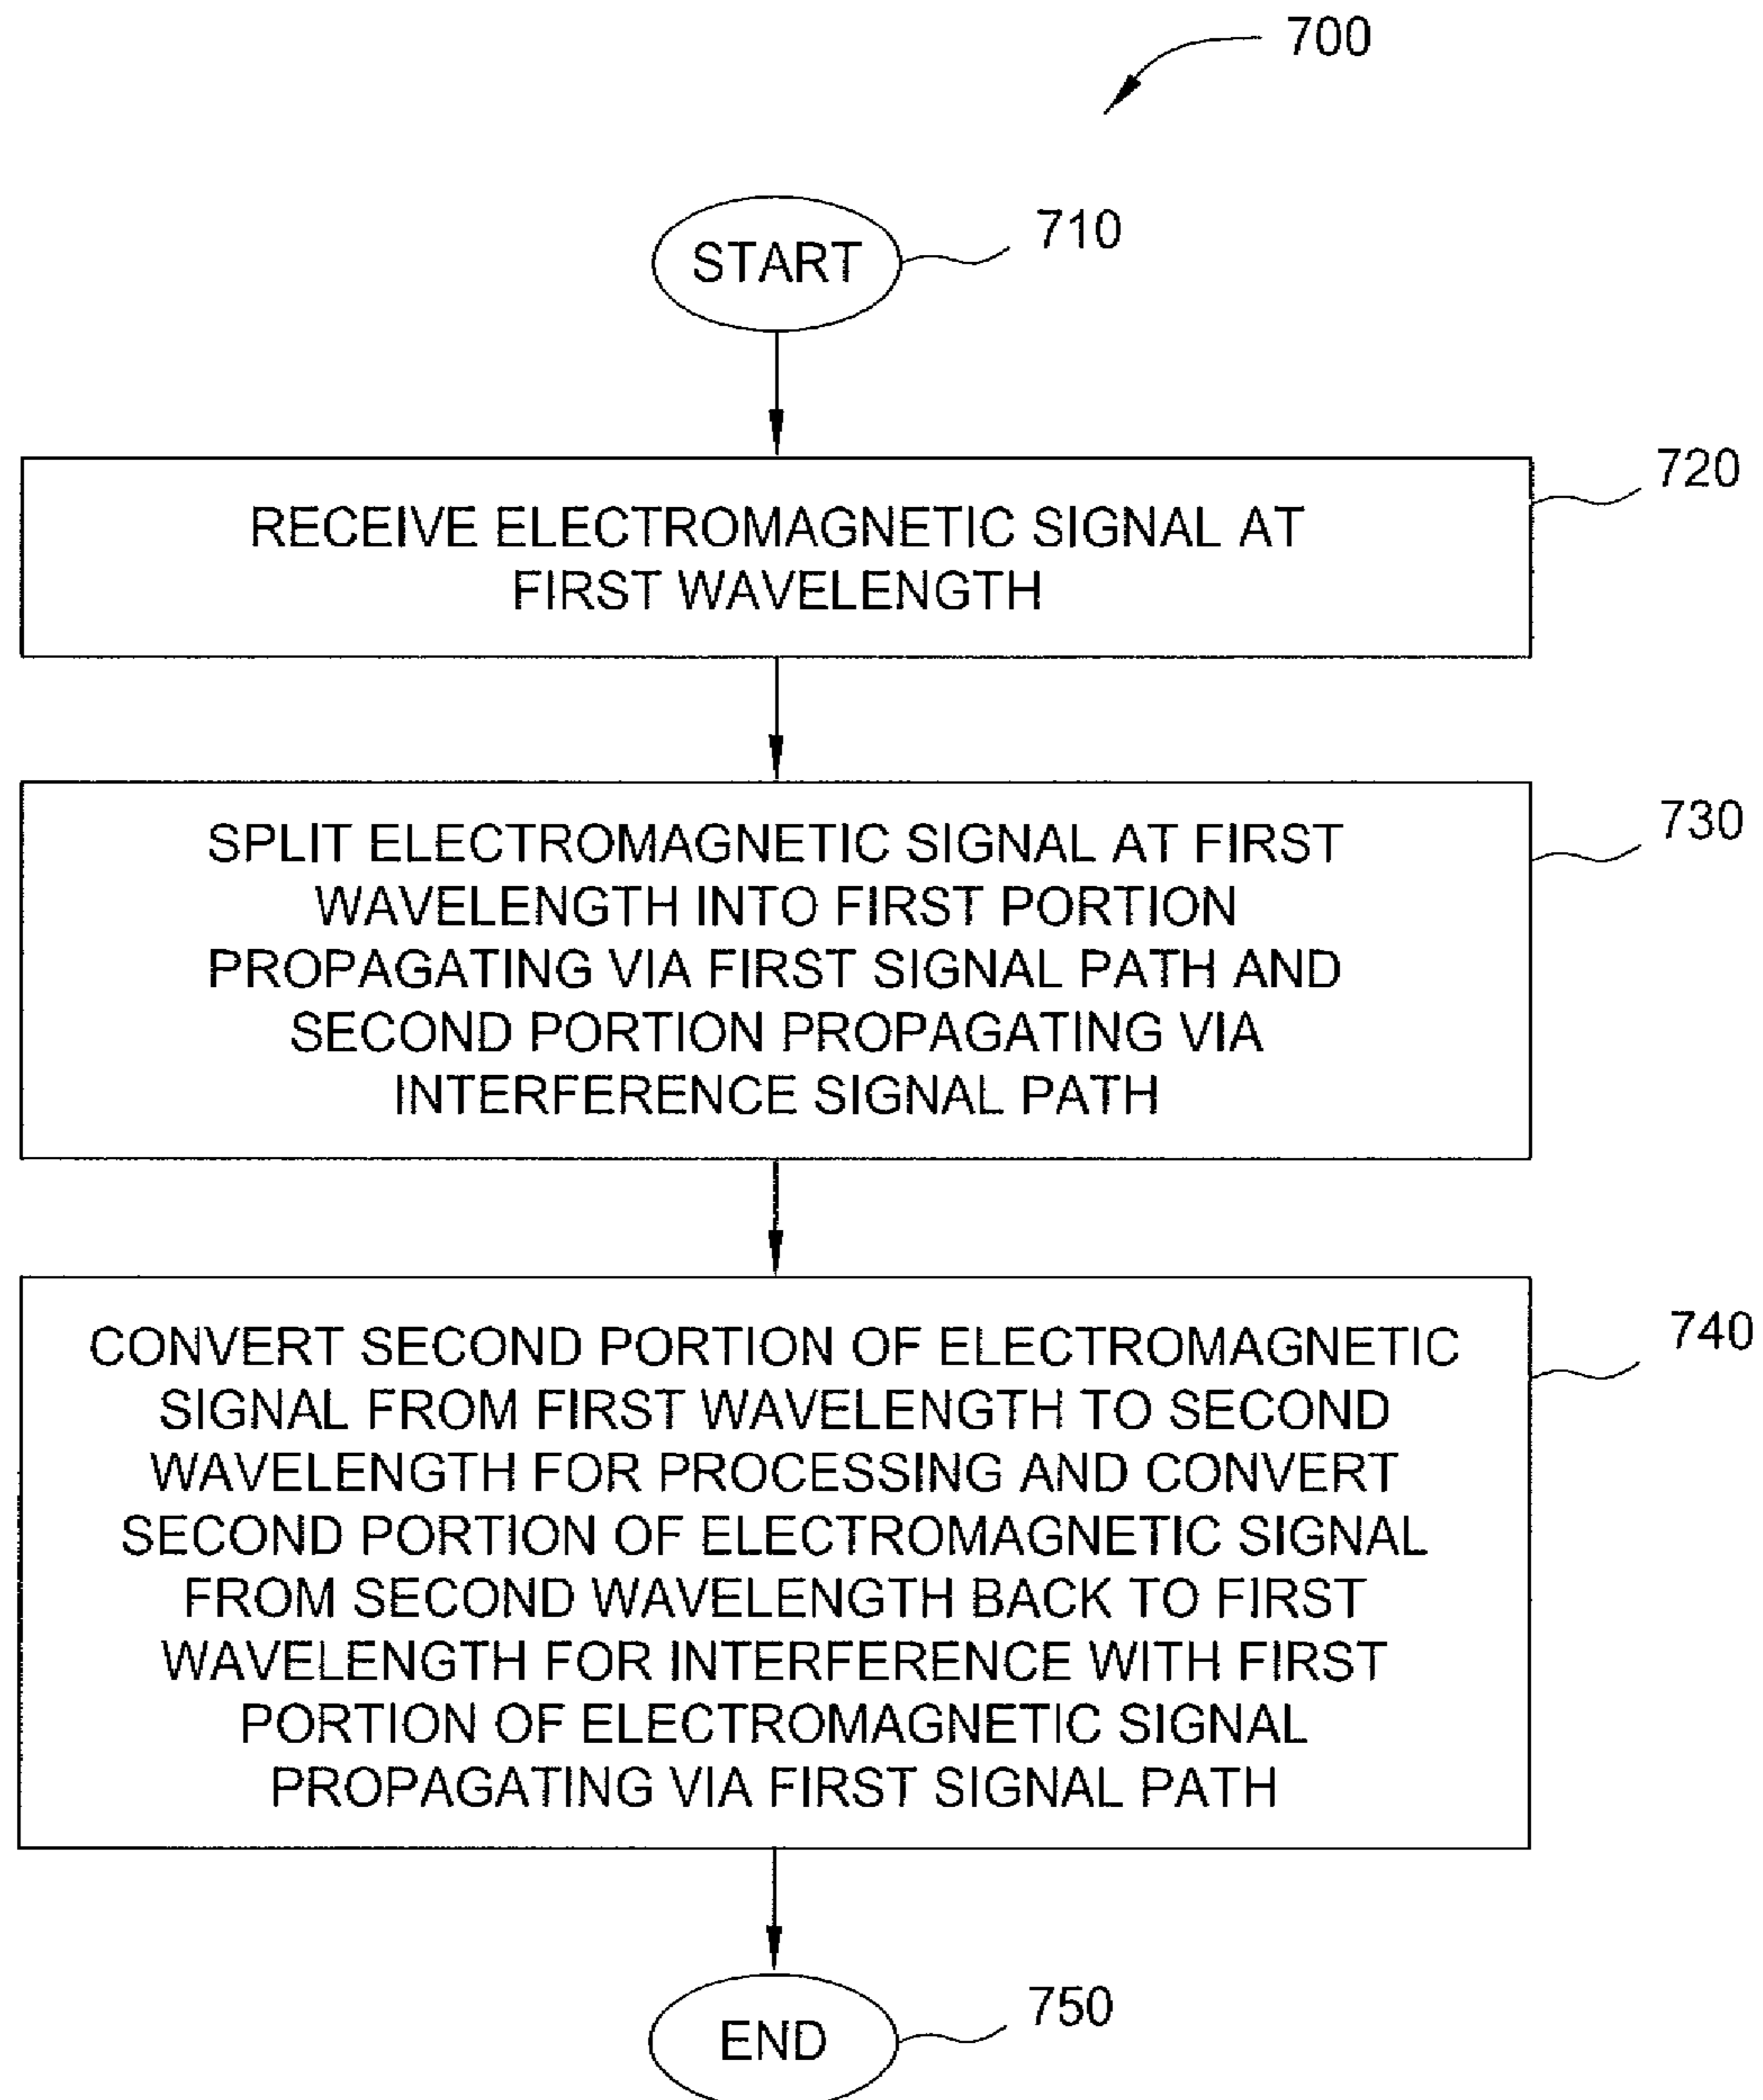 700
START
710
RECEIVE ELECTROMAGNETIC SIGNAL AT
FIRST WAVELENGTH
720
SPLIT ELECTROMAGNETIC SIGNAL AT FIRST
WAVELENGTH INTO FIRST PORTION
PROPAGATING VIA FIRST SIGNAL PATH AND
SECOND PORTION PROPAGATING VIA
INTERFERENCE SIGNAL PATH
730
CONVERT SECOND PORTION OF ELECTROMAGNETIC
SIGNAL FROM FIRST WAVELENGTH TO SECOND
WAVELENGTH FOR PROCESSING AND CONVERT
SECOND PORTION OF ELECTROMAGNETIC SIGNAL
FROM SECOND WAVELENGTH BACK TO FIRST
WAVELENGTH FOR INTERFERENCE WITH FIRST
PORTION OF ELECTROMAGNETIC SIGNAL
PROPAGATING VIA FIRST SIGNAL PATH
740
END
750